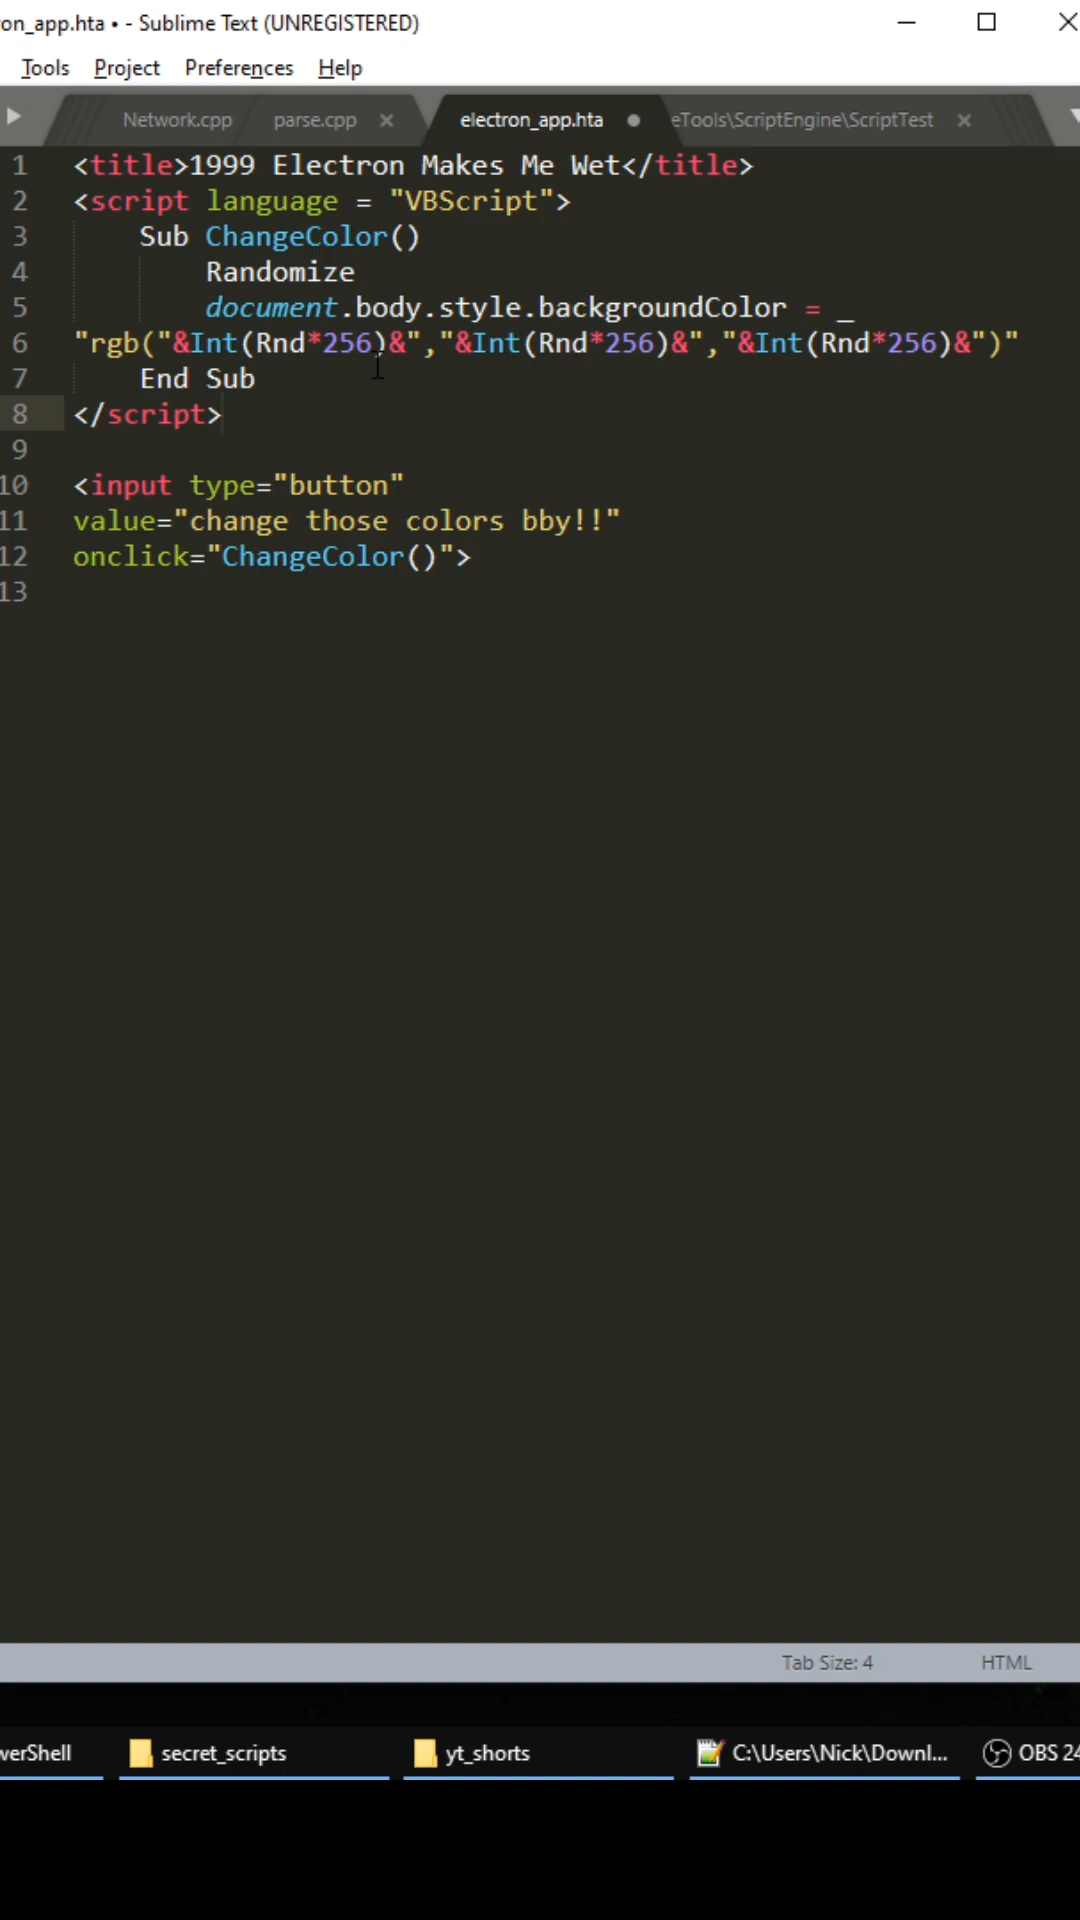 on_app.hta • - Sublime Text (UNREGISTERED)
Tools Project Preferences Help
Network.cpp parse.cpp electron_app.hta eTools\ScriptEngine\ScriptTest
1 <title>1999 Electron Makes Me Wet</title>
2 <script language = "VBScript">
3 Sub ChangeColor()
4 Randomize
5 document.body.style.backgroundColor = _
6 "rgb("&Int(Rnd*256)&","&Int(Rnd*256)&","&Int(Rnd*256)&")"
7 End Sub
8 </script>
9
10 <input type="button"
11 value="change those colors bby!!"
12 onclick="ChangeColor()">
13
Tab Size: 4 HTML
werShell secret_scripts yt_shorts C:\Users\Nick\Downl... OBS 24